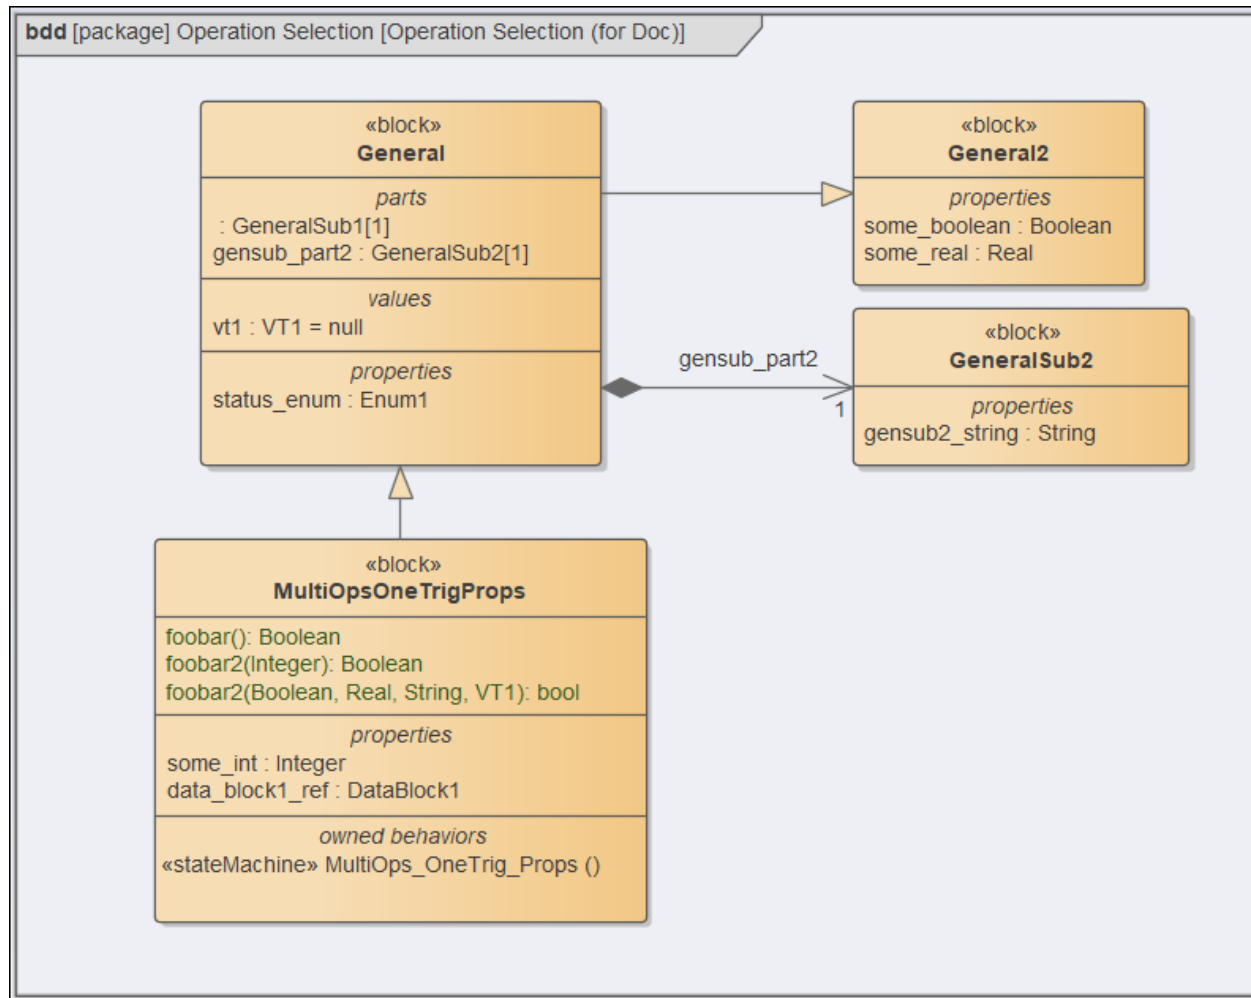 bdd [package] Operation Selection [Operation Selection (for Doc)]
«block»
General
parts
: GeneralSub1[1]
gensub_part2 : GeneralSub2[1]
values
vt1 : VT1 = null
properties
status_enum : Enum1
«block»
General2
properties
some_boolean : Boolean
some_real : Real
gensub_part2
1
«block»
GeneralSub2
properties
gensub2_string : String
«block»
MultiOpsOneTrigProps
foobar(): Boolean
foobar2(Integer): Boolean
foobar2(Boolean, Real, String, VT1): bool
properties
some_int : Integer
data_block1_ref : DataBlock1
owned behaviors
«stateMachine» MultiOps_OneTrig_Props ()